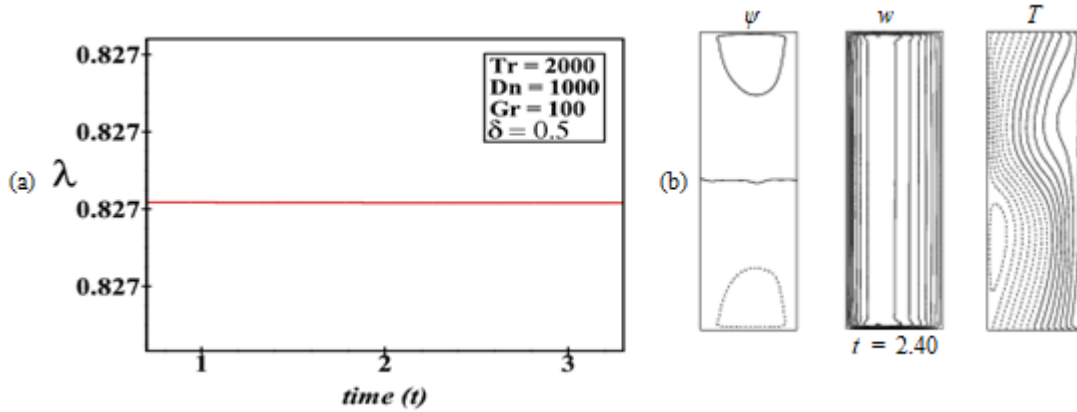 (a)
λ
0.827
0.827
0.827
0.827
Tr = 2000
Dn = 1000
Gr = 100
δ = 0.5
1 2 3
time (t)
(b)
ψ w T
t = 2.40